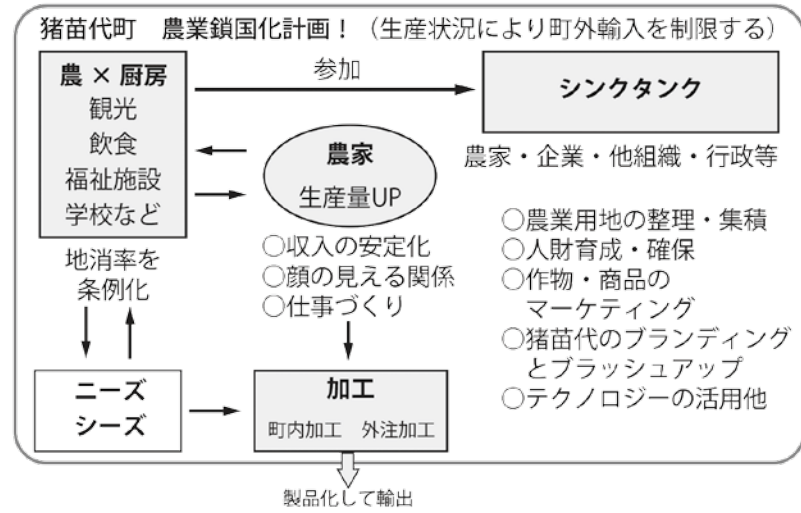 猪苗代町　農業鎖国化計画！（生産状況により町外輸入を制限する）
農 × 厨房
観光
飲食
福祉施設
学校など
参加
シンクタンク
農家・企業・他組織・行政等
農家
生産量UP
地消率を
条例化
○収入の安定化
○顔の見える関係
○仕事づくり
○農業用地の整理・集積
○人財育成・確保
○作物・商品の
マーケティング
○猪苗代のブランディング
とブラッシュアップ
○テクノロジーの活用他
ニーズ
シーズ
加工
町内加工　外注加工
製品化して輸出